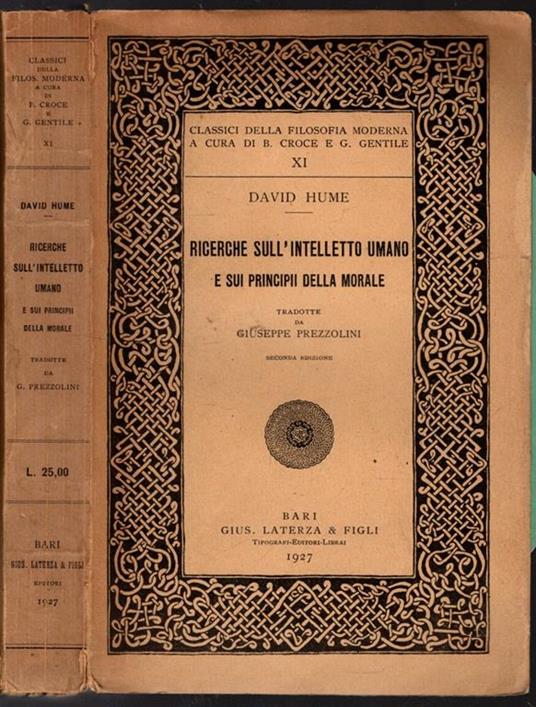 CLASSICI
DELLA
FILOS. MODERNA
A CURA
DI
B. CROCE
E
G. GENTILE
XI
DAVID HUME
RICERCHE
SULL'INTELLETTO
UMANO
E SUI PRINCIPII
DELLA MORALE
TRADOTTE
DA
G. PREZZOLINI
L. 25,00
BARI
GIUS. LATERZA & FIGLI
EDITORI
1927
CLASSICI DELLA FILOSOFIA MODERNA
A CURA DI B. CROCE E G. GENTILE
XI
DAVID HUME
RICERCHE SULL'INTELLETTO UMANO
E SUI PRINCIPII DELLA MORALE
TRADOTTE
DA
GIUSEPPE PREZZOLINI
SECONDA EDIZIONE
BARI
GIUS. LATERZA & FIGLI
TIPOGRAFI-EDITORI-LIBRAI
1927